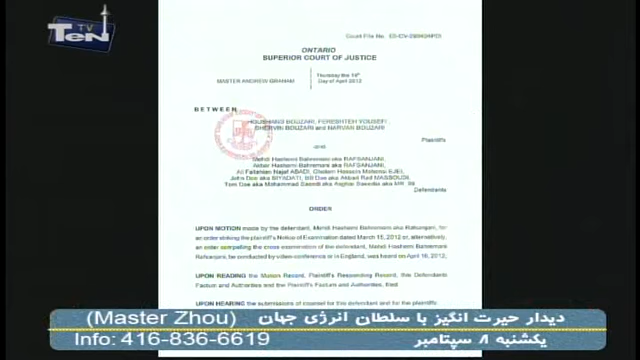 TEN TV
Court File No.
ONTARIO
SUPERIOR COURT OF JUSTICE
MASTER ANDREW GRAHAM
Thursday the 19th
Day of April 2012
BETWEEN
HOUSHANG BOUZARI, FERESHTEH YOUSEFI
SHERVIN BOUZARI and NARVAN BOUZARI
Plaintiffs
and
Mehdi Hashemi Bahremani aka RAFSANJANI,
Akbar Hashemi Bahremani aka RAFSANJANI,
Ali Fallahian Najaf ABADI, Gholam Hossein EJEI,
John Doe aka Bill Doe aka Akbari Rad MASSOUDI,
Tom Doe aka Mohammad Saeedi aka Asghar aka MR. 86
Defendants
ORDER
UPON MOTION made by the defendant, Mehdi Hashemi Bahremani aka Rafsanjani, for
an order striking the plaintiff's Notice of Examination dated March 15, 2012 or, alternatively,
an order compelling the cross examination of the defendant, Mehdi Hashemi Bahremani
Rafsanjani, be conducted by video-conference or in England, was heard on April 16, 2012,
UPON READING the Motion Record, Plaintiff's Responding Record, this Defendants
Factum and Authorities and the Plaintiff's Factum and Authorities, filed
UPON HEARING the submissions of counsel for this defendant and for the plaintiffs
دیدار حیرت انگیز با سلطان انرژی جهان (Master Zhou)
یکشنبه ۸ سپتامبر Info: 416-836-6619